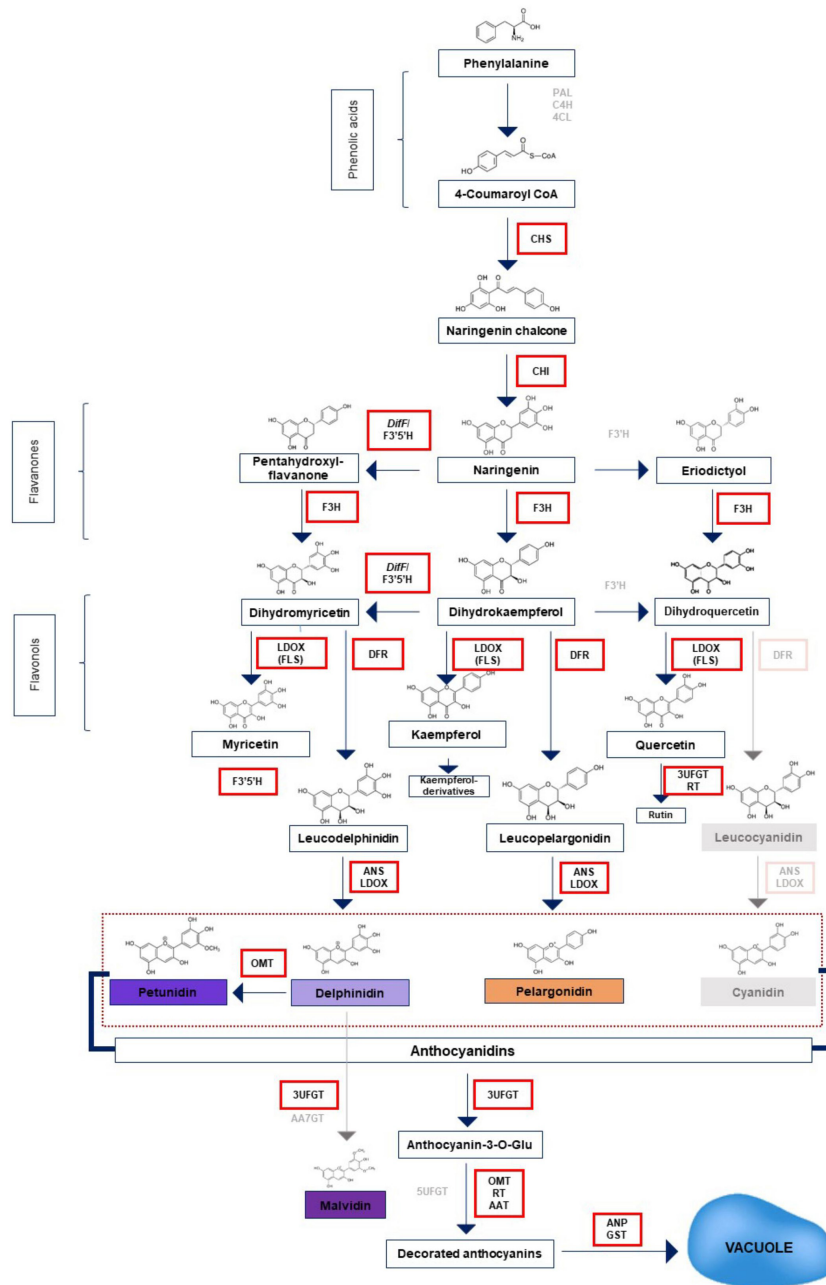 Phenylalanine
PAL
C4H
4CL
Phenolic acids
4-Coumaroyl CoA
CHS
Naringenin chalcone
CHI
Flavanones
DifF/
F3'5'H
F3'H
Pentahydroxyl-
flavanone
Naringenin
Eriodictyol
F3H
F3H
F3H
DifF/
F3'5'H
F3'H
Dihydromyricetin
Dihydrokaempferol
Dihydroquercetin
Flavonols
LDOX
(FLS)
DFR
LDOX
(FLS)
DFR
LDOX
(FLS)
DFR
Myricetin
Kaempferol
Quercetin
F3'5'H
Kaempferol-
derivatives
3UFGT
RT
Rutin
Leucodelphinidin
Leucopelargonidin
Leucocyanidin
ANS
LDOX
ANS
LDOX
ANS
LDOX
OMT
Petunidin
Delphinidin
Pelargonidin
Cyanidin
Anthocyanidins
3UFGT
AA7GT
3UFGT
Anthocyanin-3-O-Glu
Malvidin
5UFGT
OMT
RT
AAT
Decorated anthocyanins
ANP
GST
VACUOLE